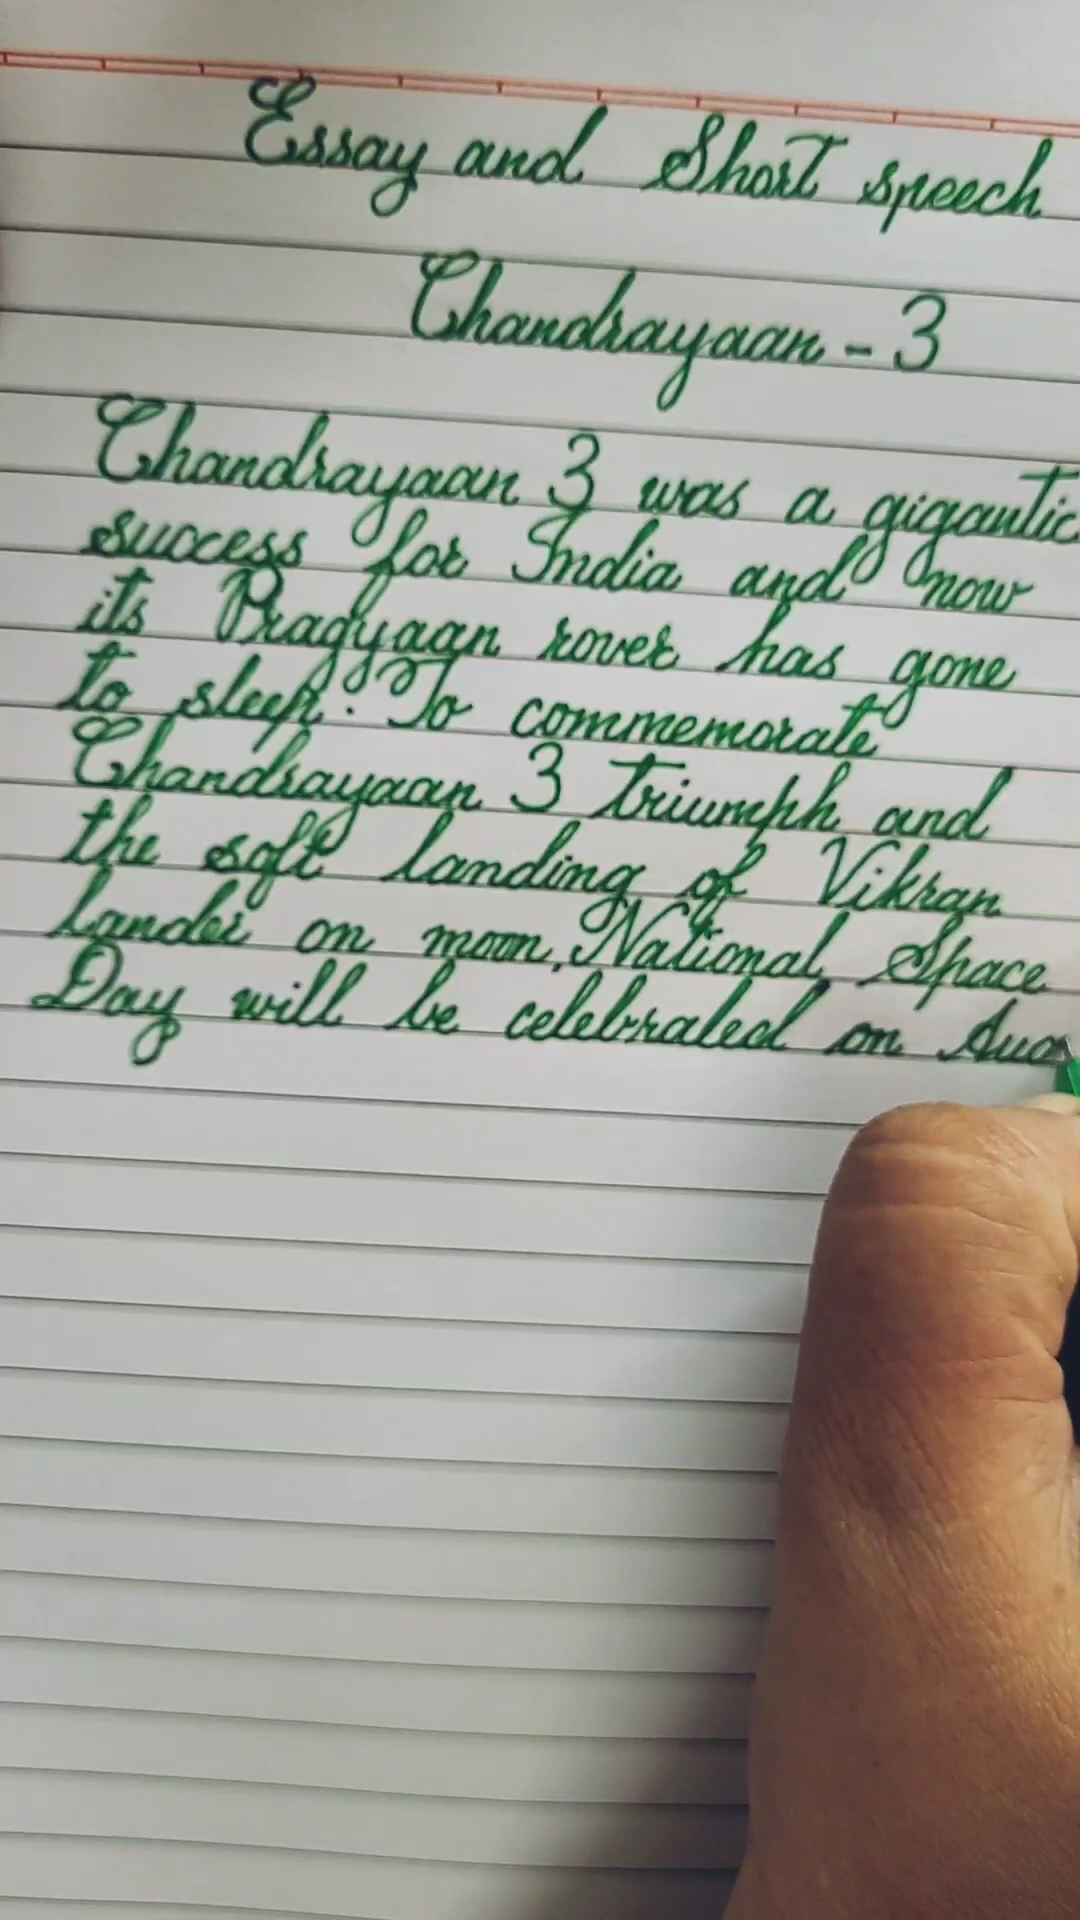 Essay and Short speech
Chandrayaan - 3
Chandrayaan 3 was a gigantic
success for India and now
its Pragyaan rover has gone
to sleep. To commemorate
Chandrayaan 3 triumph and
the soft landing of Vikran
Lander on moon, National Space
Day will be celebrated on Aug